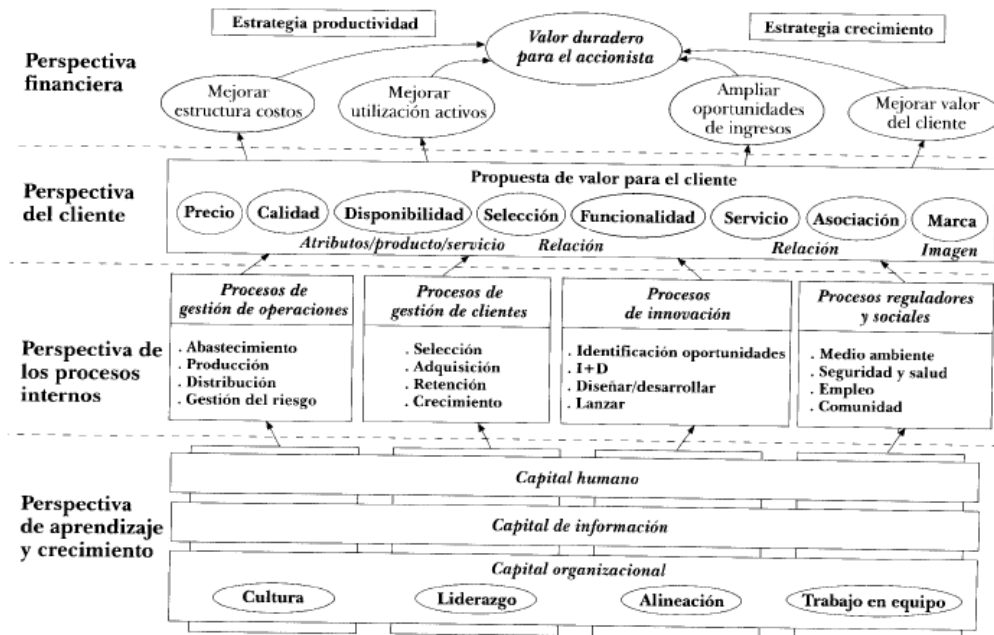 Estrategia productividad
Estrategia crecimiento
Valor duradero
para el accionista
Perspectiva
financiera
Mejorar
estructura costos
Mejorar
utilización activos
Ampliar
oportunidades
de ingresos
Mejorar valor
del cliente
Perspectiva
del cliente
Propuesta de valor para el cliente
Precio
Calidad
Disponibilidad
Selección
Funcionalidad
Servicio
Asociación
Marca
Atributos/producto/servicio
Relación
Relación
Imagen
Perspectiva de
los procesos
internos
Procesos de
gestión de operaciones
. Abastecimiento
. Producción
. Distribución
. Gestión del riesgo
Procesos de
gestión de clientes
. Selección
. Adquisición
. Retención
. Crecimiento
Procesos
de innovación
. Identificación oportunidades
. I+D
. Diseñar/desarrollar
. Lanzar
Procesos reguladores
y sociales
. Medio ambiente
. Seguridad y salud
. Empleo
. Comunidad
Perspectiva
de aprendizaje
y crecimiento
Capital humano
Capital de información
Capital organizacional
Cultura
Liderazgo
Alineación
Trabajo en equipo